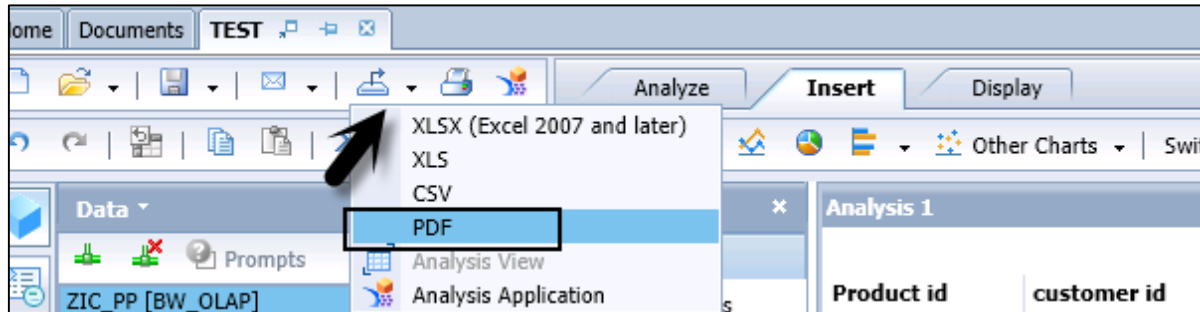 ome Documents TEST
Analyze Insert Display
XLSX (Excel 2007 and later)
Other Charts Swi
XLS
CSV
Data Analysis 1
PDF
Prompts Analysis View
ZIC_PP [BW_OLAP] Analysis Application s Product id customer id